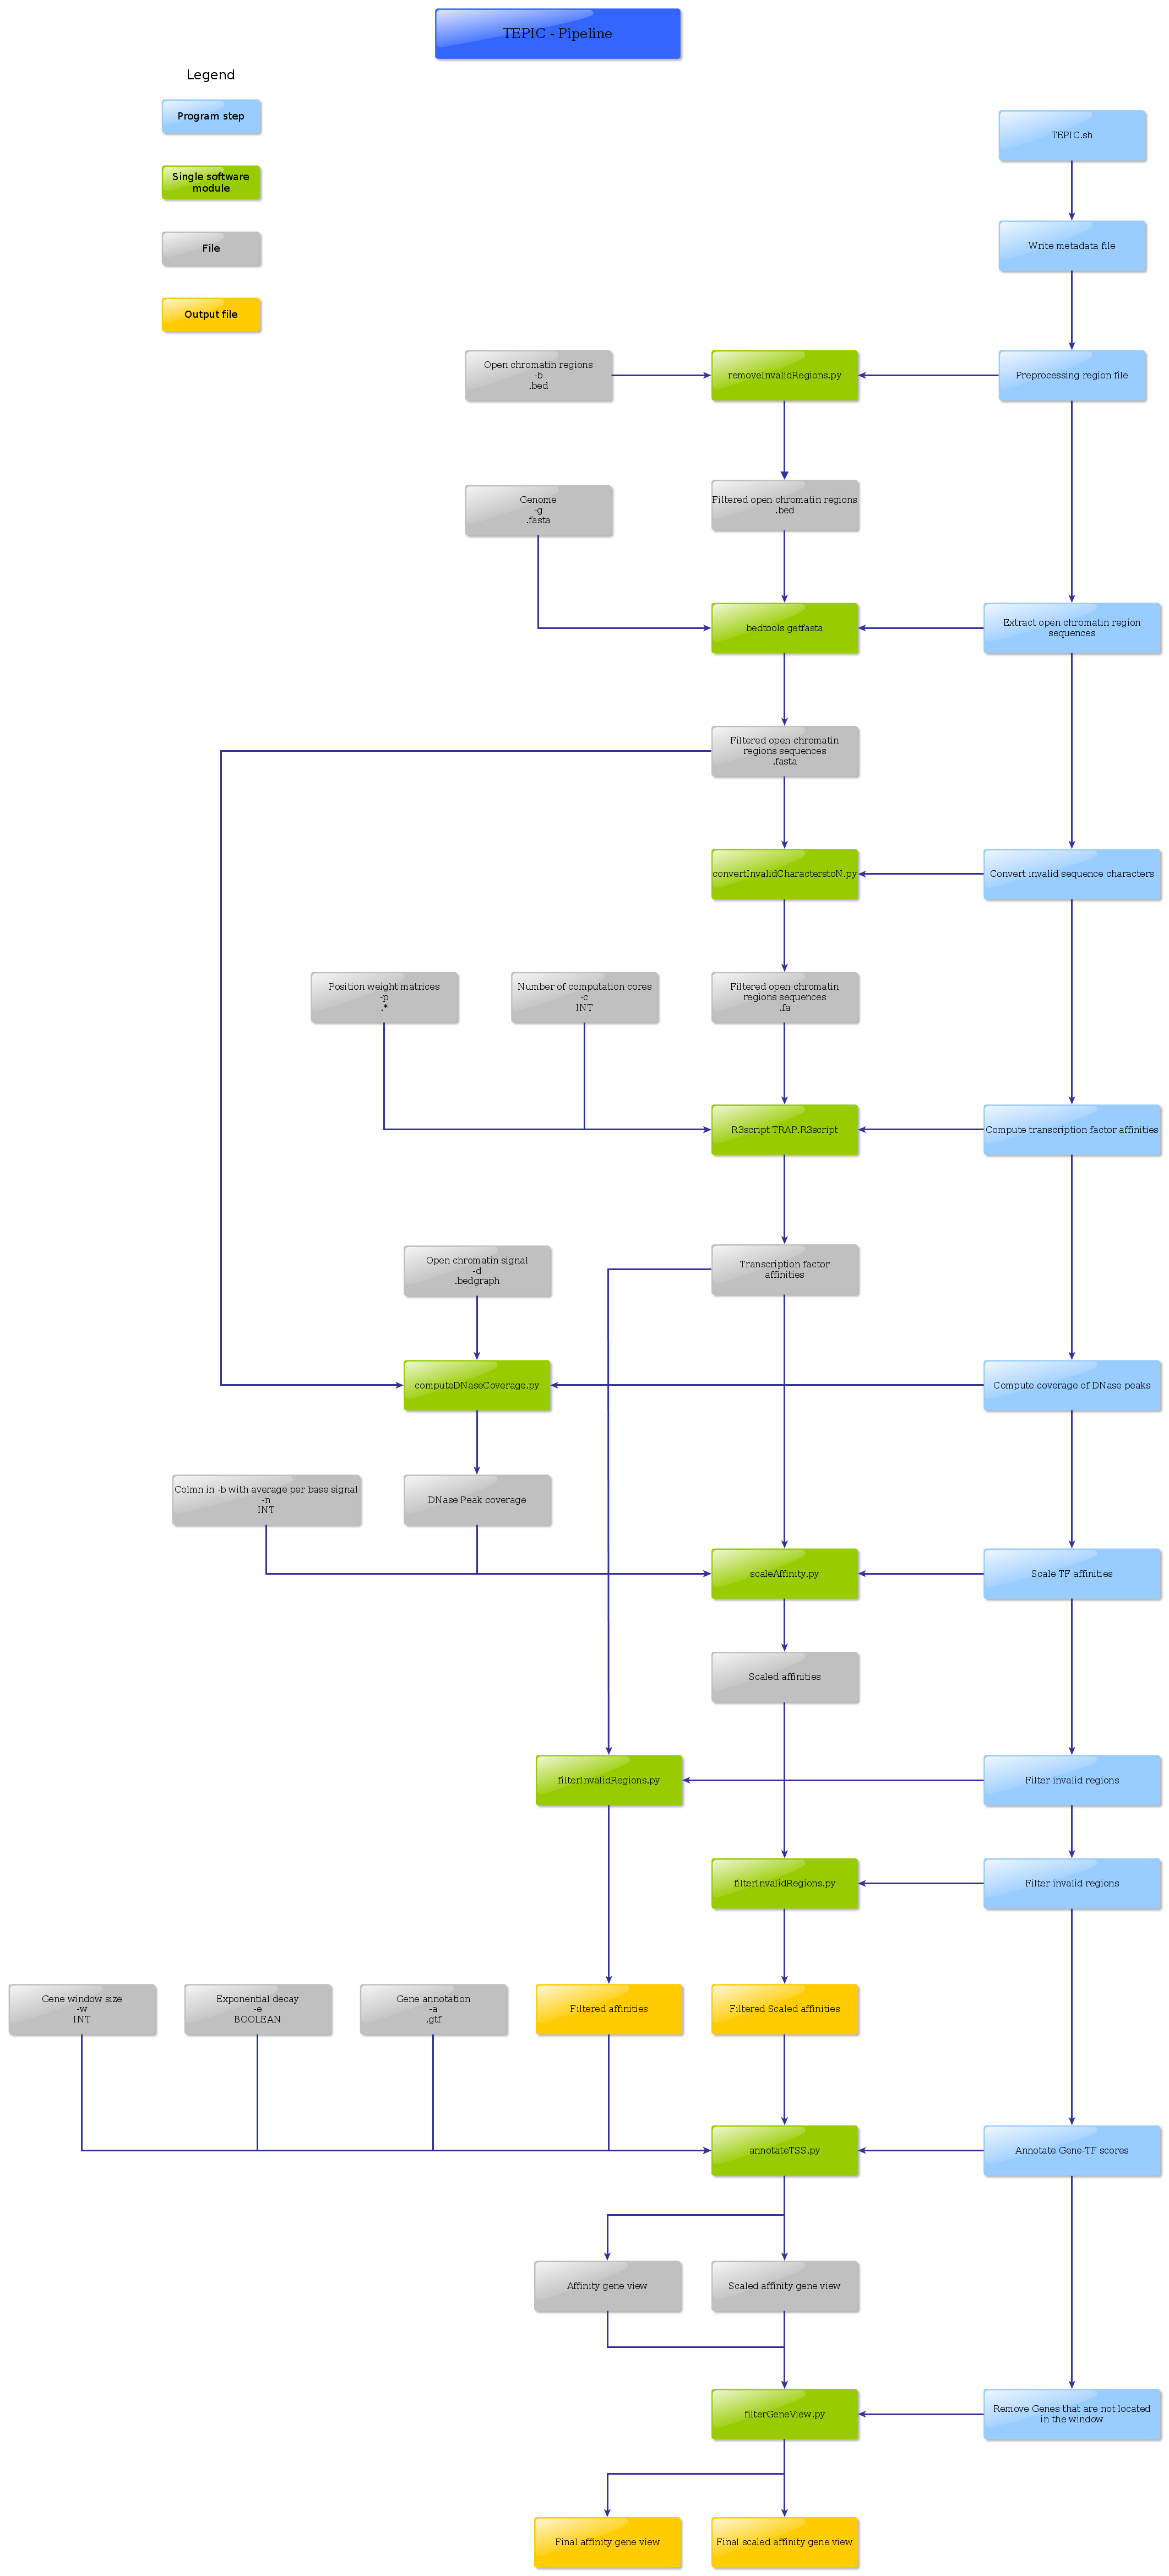 TEPIC - Pipeline
Legend
Program step
Single software
module
File
Output file
TEPIC.sh
Write metadata file
Open chromatin regions
-b
.bed
removeInvalidRegions.py
Preprocessing region file
Genome
-g
.fasta
Filtered open chromatin regions
.bed
bedtools getfasta
Extract open chromatin region
sequences
Filtered open chromatin
regions sequences
.fasta
convertInvalidCharacterstoN.py
Convert invalid sequence characters
Position weight matrices
-p
.*
Number of computation cores
-c
INT
Filtered open chromatin
regions sequences
.fa
R3script TRAP.R3script
Compute transcription factor affinities
Open chromatin signal
-d
.bedgraph
Transcription factor
affinities
computeDNaseCoverage.py
Compute coverage of DNase peaks
Colmn in -b with average per base signal
-n
INT
DNase Peak coverage
scaleAffinity.py
Scale TF affinities
Scaled affinities
filterInvalidRegions.py
Filter invalid regions
filterInvalidRegions.py
Filter invalid regions
Gene window size
-w
INT
Exponential decay
-e
BOOLEAN
Gene annotation
-a
.gtf
Filtered affinities
Filtered Scaled affinities
annotateTSS.py
Annotate Gene-TF scores
Affinity gene view
Scaled affinity gene view
filterGeneView.py
Remove Genes that are not located
in the window
Final affinity gene view
Final scaled affinity gene view